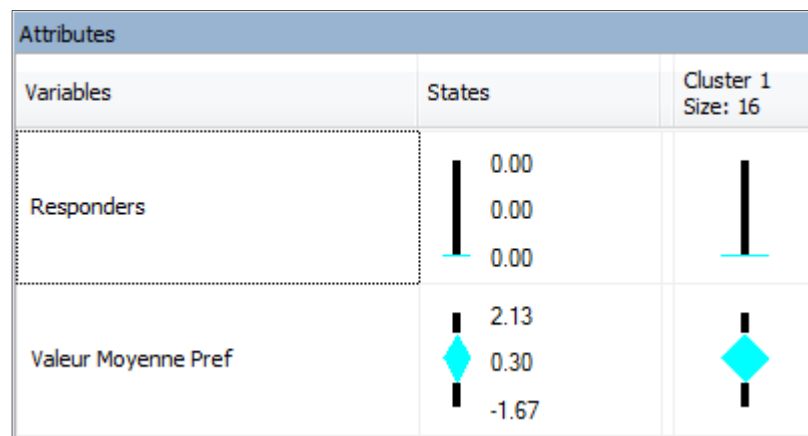 Attributes
Variables States Cluster 1
Size: 16
Responders
0.00
0.00
0.00
Valeur Moyenne Pref
2.13
0.30
-1.67